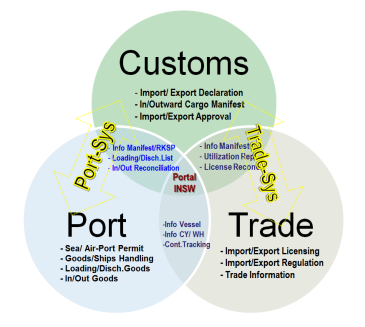 Customs
- Import/ Export Declaration
- In/Outward Cargo Manifest
- Import/Export Approval
Port-Sys
Trade-Sys
- Info Manifest/RKSP
- Loading/Disch.List
- In/Out Reconciliation
- Info Manifest
- Utilization Rep
- License Recon
Portal
INSW
-Info Vessel
-Info CY/ WH
-Cont.Tracking
Port
- Sea/ Air-Port Permit
- Goods/Ships Handling
- Loading/Disch.Goods
- In/Out Goods
Trade
- Import/Export Licensing
- Import/Export Regulation
- Trade Information